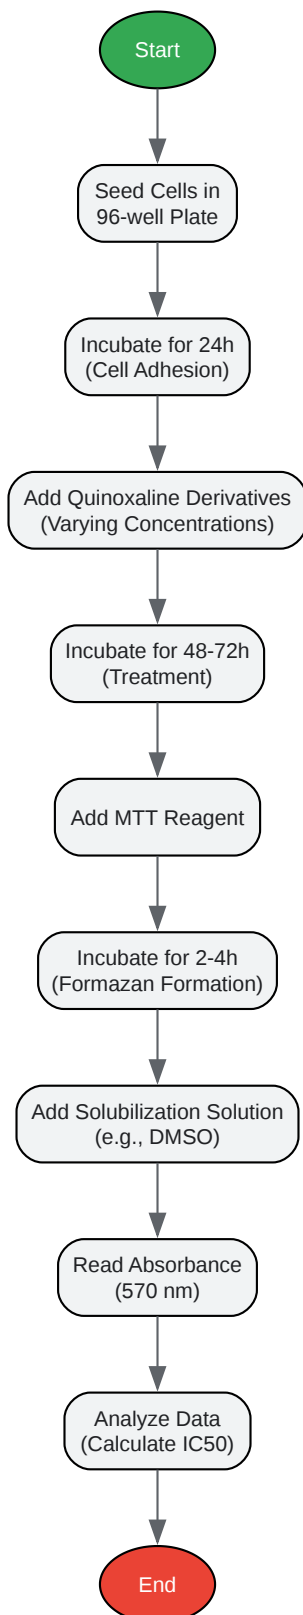 Start
Seed Cells in
96-well Plate
Incubate for 24h
(Cell Adhesion)
Add Quinoxaline Derivatives
(Varying Concentrations)
Incubate for 48-72h
(Treatment)
Add MTT Reagent
Incubate for 2-4h
(Formazan Formation)
Add Solubilization Solution
(e.g., DMSO)
Read Absorbance
(570 nm)
Analyze Data
(Calculate IC50)
End